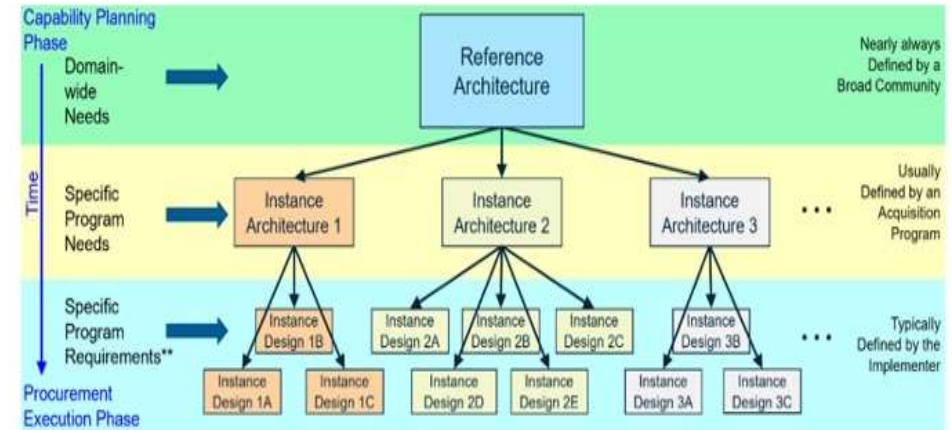 Capability Planning
Phase
Domain-
wide
Needs
Reference
Architecture
Nearly always
Defined by a
Broad Community
Time
Specific
Program
Needs
Instance
Architecture 1
Instance
Architecture 2
Instance
Architecture 3
• • •
Usually
Defined by an
Acquisition
Program
Specific
Program
Requirements**
Instance
Design 1B
Instance
Design 2A
Instance
Design 2B
Instance
Design 2C
Instance
Design 3B
• • •
Typically
Defined by the
Implementer
Instance
Design 1A
Instance
Design 1C
Instance
Design 2D
Instance
Design 2E
Instance
Design 3A
Instance
Design 3C
Procurement
Execution Phase